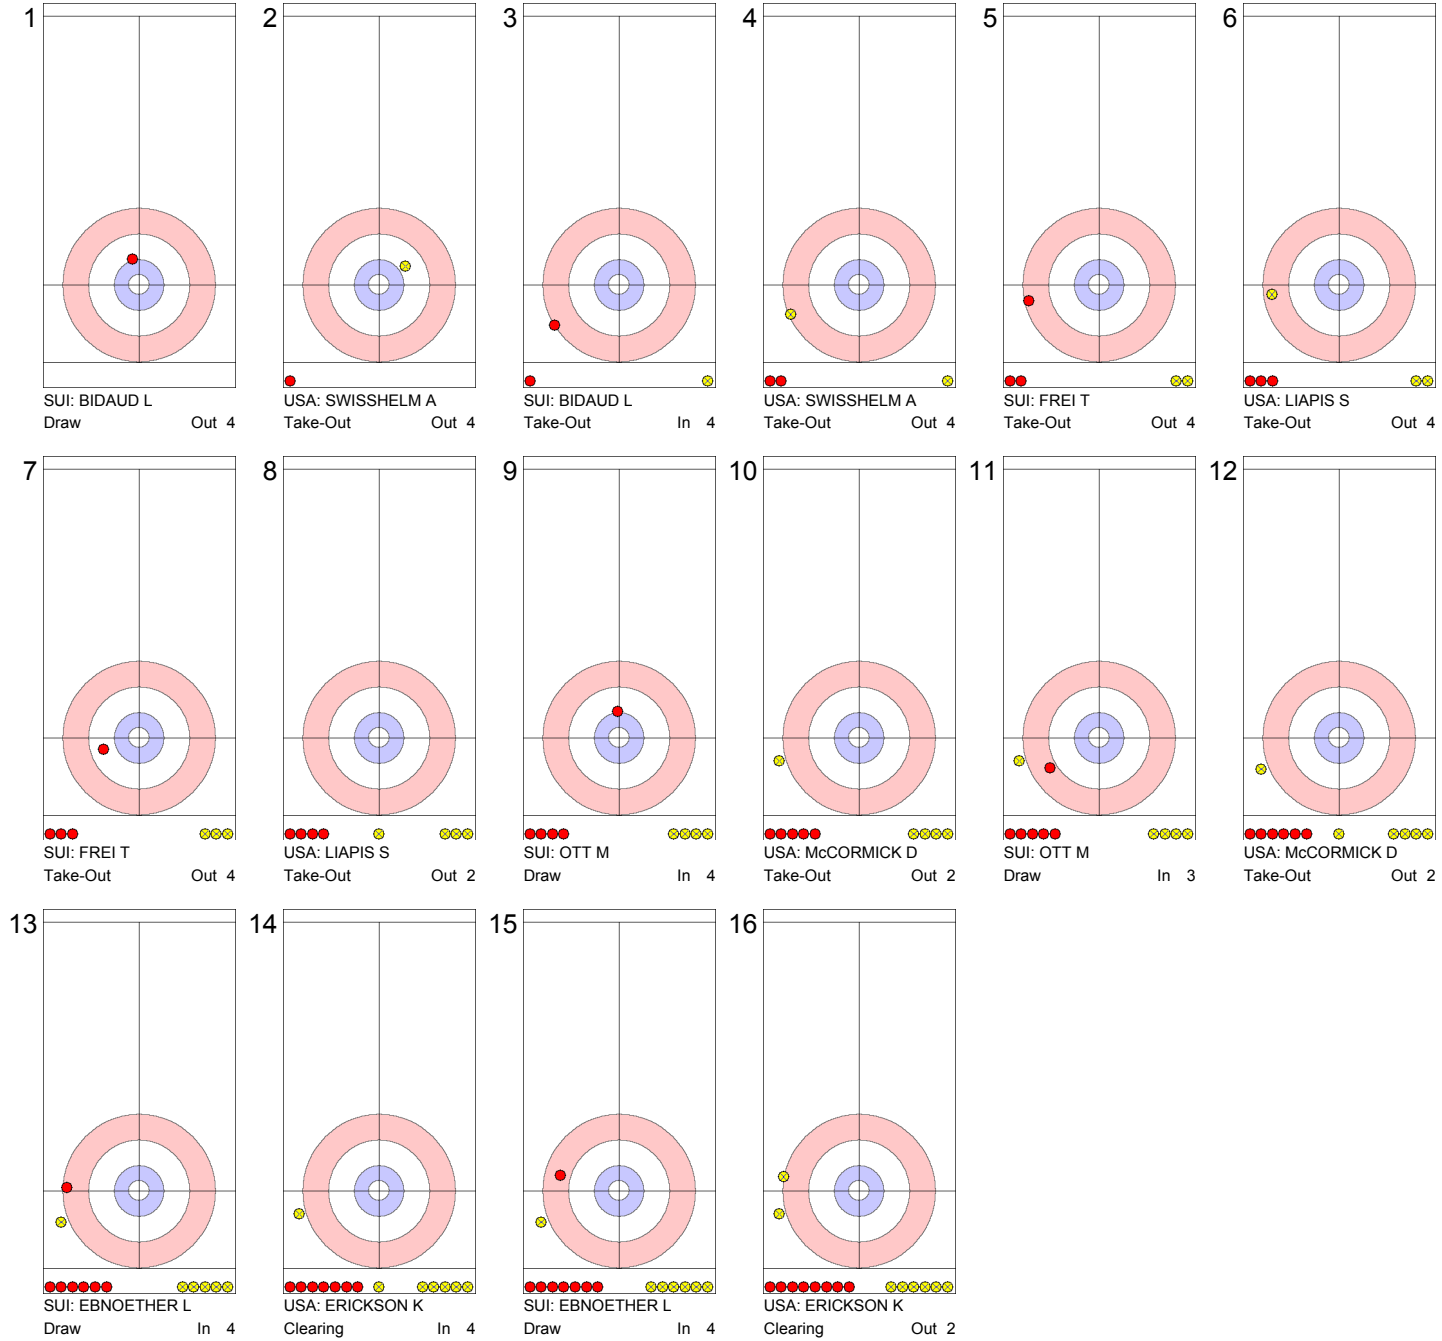 1 2 3 4 5 6
SUI: BIDAUD L USA: SWISSHELM A SUI: BIDAUD L USA: SWISSHELM A SUI: FREI T USA: LIAPIS S
Draw Out 4 Take-Out Out 4 Take-Out In 4 Take-Out Out 4 Take-Out Out 4 Take-Out Out 4
7 8 9 10 11 12
SUI: FREI T USA: LIAPIS S SUI: OTT M USA: McCORMICK D SUI: OTT M USA: McCORMICK D
Take-Out Out 4 Take-Out Out 2 Draw In 4 Take-Out Out 2 Draw In 3 Take-Out Out 2
13 14 15 16
SUI: EBNOETHER L USA: ERICKSON K SUI: EBNOETHER L USA: ERICKSON K
Draw In 4 Clearing In 4 Draw In 4 Clearing Out 2